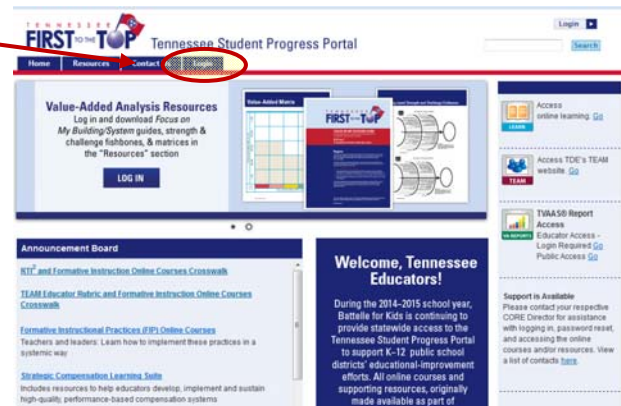 TENNESSEE
FIRST TO THE TOP
Tennessee Student Progress Portal
Login
Search
Home
Resources
Contact Us
Login
Value-Added Analysis Resources
Log in and download Focus on
My Building/System guides, strength &
challenge fishbones, & matrices in
the "Resources" section
LOG IN
Value-Added Matrix
FIRST TO THE TOP
LEARN
Access
online learning. Go
TEAM
Access TDE's TEAM
website. Go
VA REPORTS
TVAAS® Report
Access
Educator Access -
Login Required Go
Public Access Go
Support is Available
Please contact your respective
CORE Director for assistance
with logging in, password reset,
and accessing the online
courses and/or resources. View
a list of contacts here.
Announcement Board
RTI² and Formative Instruction Online Courses Crosswalk
TEAM Educator Rubric and Formative Instruction Online Courses
Crosswalk
Formative Instructional Practices (FIP) Online Courses
Teachers and leaders: Learn how to implement these practices in a
systemic way
Strategic Compensation Learning Suite
Includes resources to help educators develop, implement and sustain
high-quality, performance-based compensation systems
Welcome, Tennessee
Educators!
During the 2014-2015 school year,
Battelle for Kids is continuing to
provide statewide access to the
Tennessee Student Progress Portal
to support K-12 public school
districts' educational-improvement
efforts. All online courses and
supporting resources, originally
made available as part of